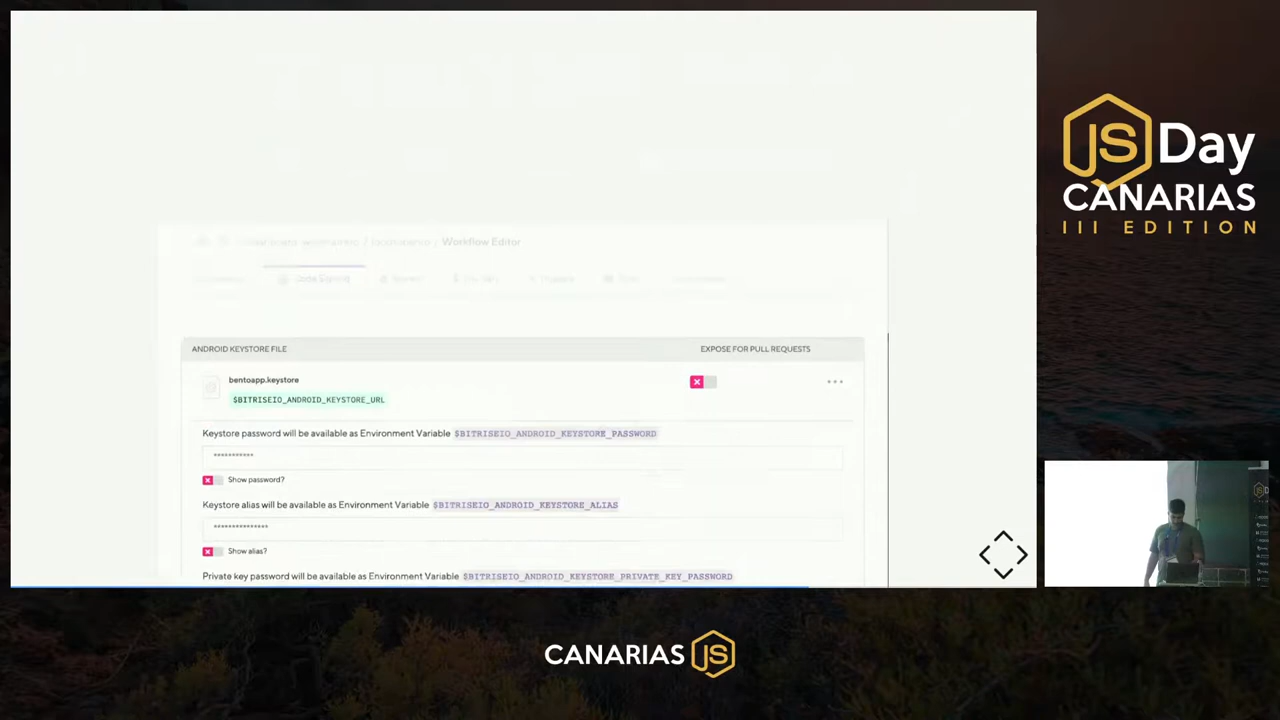 / Workflow Editor
Code Signing
ANDROID KEYSTORE FILE
EXPOSE FOR PULL REQUESTS
bentoapp.keystore
$BITRISEIO_ANDROID_KEYSTORE_URL
Keystore password will be available as Environment Variable $BITRISEIO_ANDROID_KEYSTORE_PASSWORD
***********
Show password?
Keystore alias will be available as Environment Variable $BITRISEIO_ANDROID_KEYSTORE_ALIAS
***************
Show alias?
Private key password will be available as Environment Variable $BITRISEIO_ANDROID_KEYSTORE_PRIVATE_KEY_PASSWORD
JS Day
CANARIAS
III EDITION
CANARIAS JS